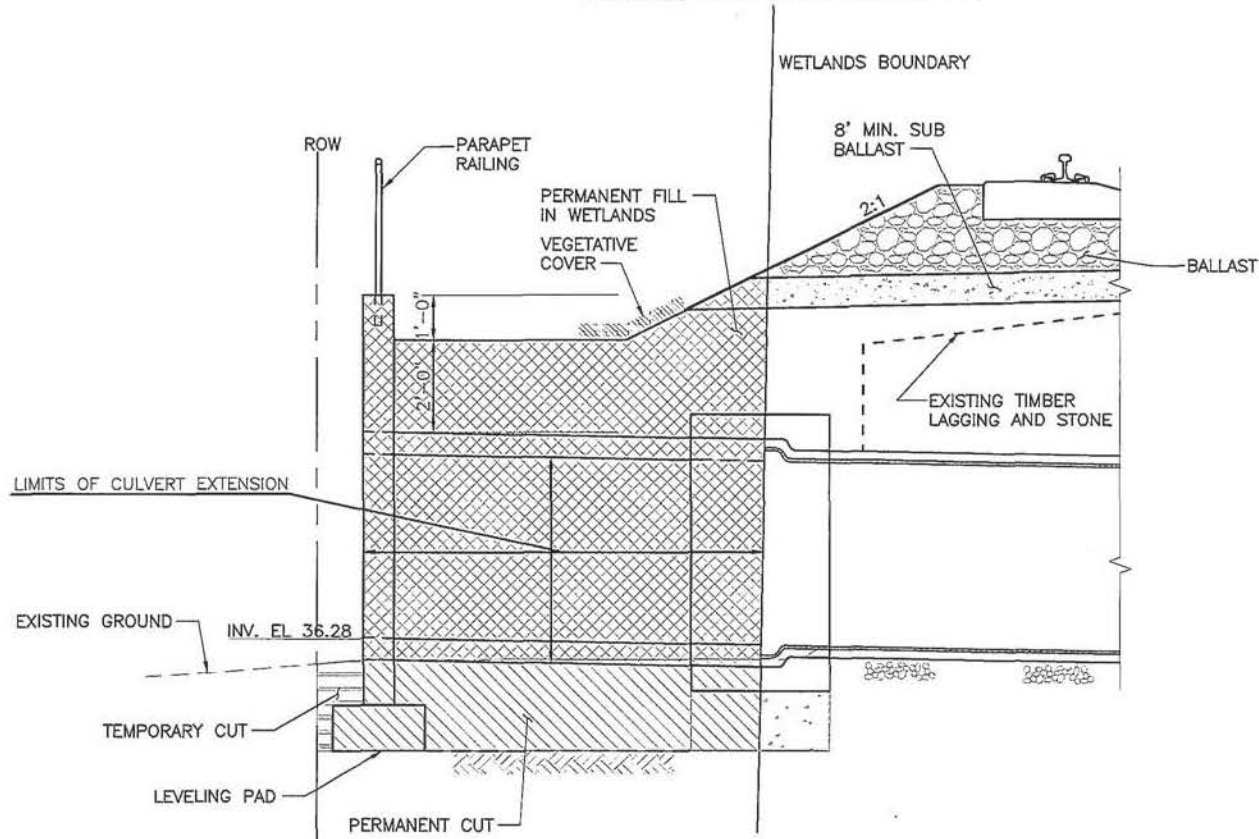 WETLANDS BOUNDARY
ROW
PARAPET
RAILING
8' MIN. SUB
BALLAST
PERMANENT FILL
IN WETLANDS
VEGETATIVE
COVER
2:1
BALLAST
1'-0"
2'-0"
EXISTING TIMBER
LAGGING AND STONE
LIMITS OF CULVERT EXTENSION
EXISTING GROUND
INV. EL 36.28
TEMPORARY CUT
LEVELING PAD
PERMANENT CUT